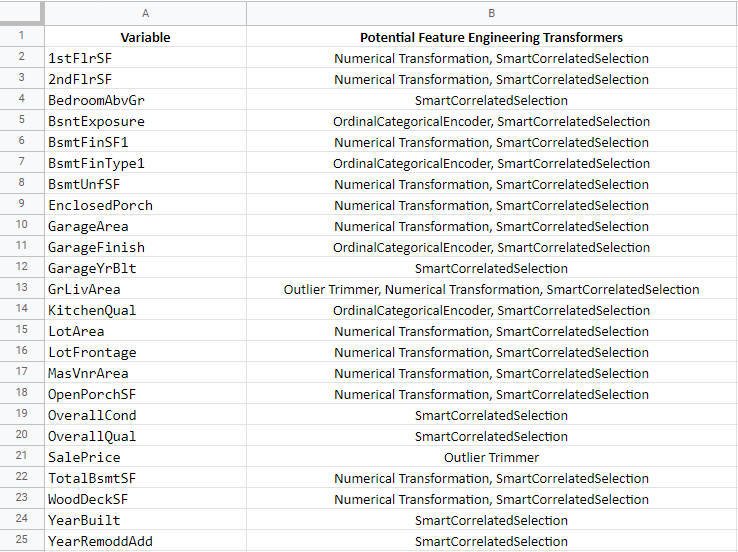 A B
1 Variable Potential Feature Engineering Transformers
2 1stFlrSF Numerical Transformation, SmartCorrelatedSelection
3 2ndFlrSF Numerical Transformation, SmartCorrelatedSelection
4 BedroomAbvGr SmartCorrelatedSelection
5 BsntExposure OrdinalCategoricalEncoder, SmartCorrelatedSelection
6 BsmtFinSF1 Numerical Transformation, SmartCorrelatedSelection
7 BsmtFinType1 OrdinalCategoricalEncoder, SmartCorrelatedSelection
8 BsmtUnfSF Numerical Transformation, SmartCorrelatedSelection
9 EnclosedPorch Numerical Transformation, SmartCorrelatedSelection
10 GarageArea Numerical Transformation, SmartCorrelatedSelection
11 GarageFinish OrdinalCategoricalEncoder, SmartCorrelatedSelection
12 GarageYrBlt SmartCorrelatedSelection
13 GrLivArea Outlier Trimmer, Numerical Transformation, SmartCorrelatedSelection
14 KitchenQual OrdinalCategoricalEncoder, SmartCorrelatedSelection
15 LotArea Numerical Transformation, SmartCorrelatedSelection
16 LotFrontage Numerical Transformation, SmartCorrelatedSelection
17 MasVnrArea Numerical Transformation, SmartCorrelatedSelection
18 OpenPorchSF Numerical Transformation, SmartCorrelatedSelection
19 OverallCond SmartCorrelatedSelection
20 OverallQual SmartCorrelatedSelection
21 SalePrice Outlier Trimmer
22 TotalBsmtSF Numerical Transformation, SmartCorrelatedSelection
23 WoodDeckSF Numerical Transformation, SmartCorrelatedSelection
24 YearBuilt SmartCorrelatedSelection
25 YearRemoddAdd SmartCorrelatedSelection